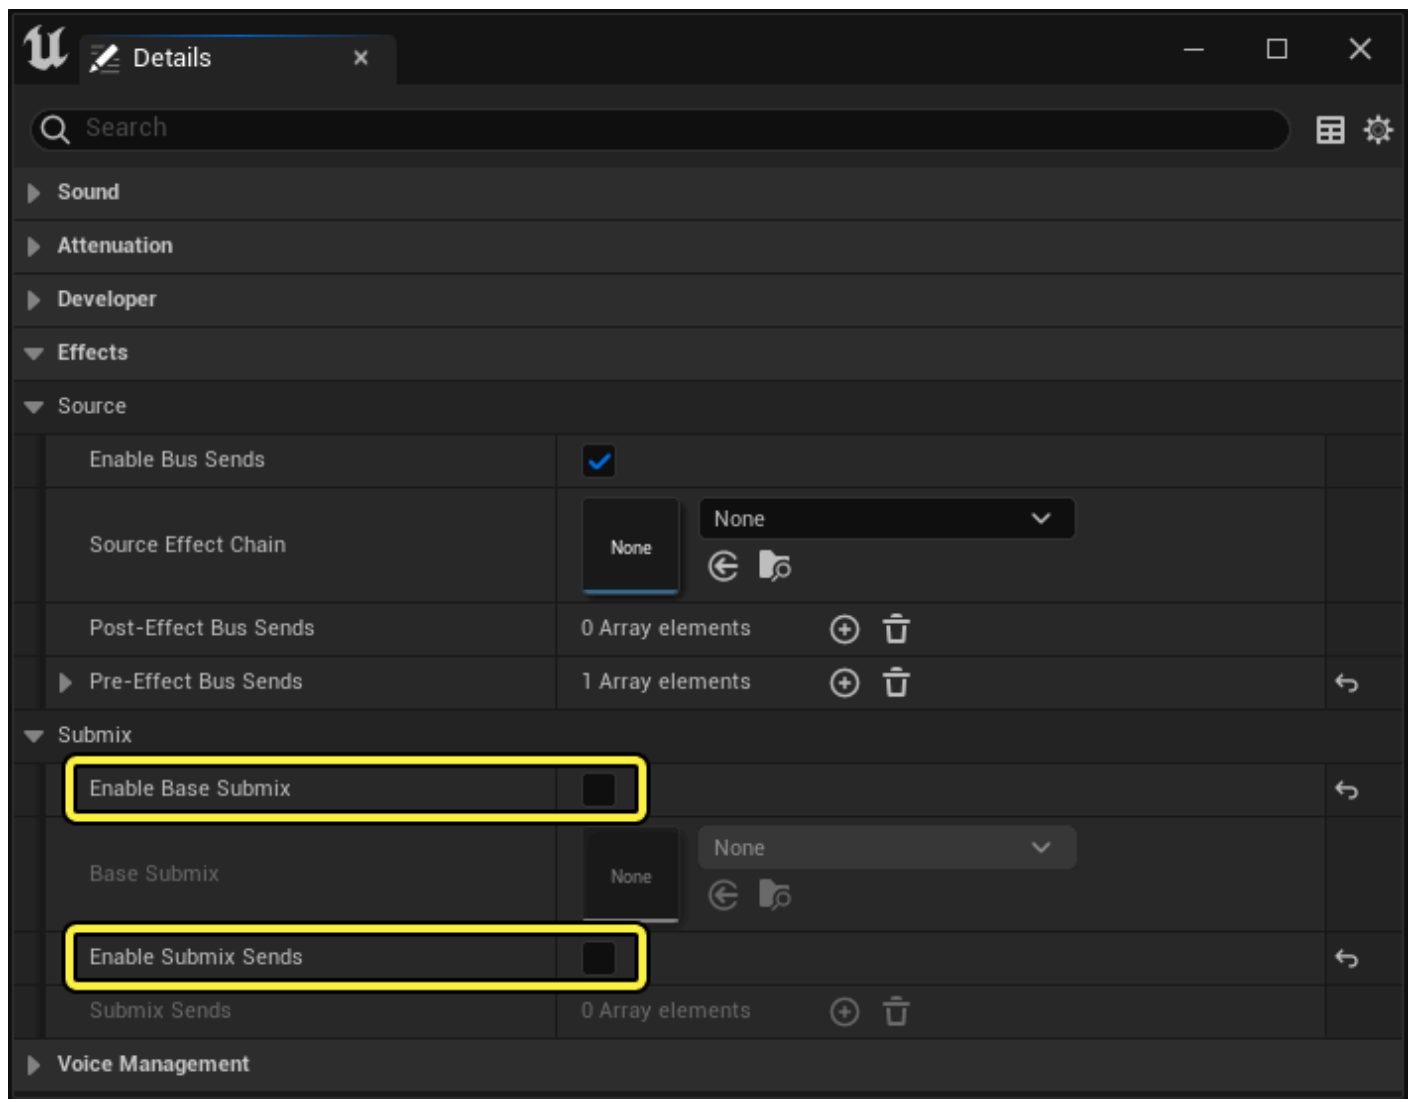 Details
Search
Sound
Attenuation
Developer
Effects
Source
Enable Bus Sends
Source Effect Chain
None
None
Post-Effect Bus Sends
0 Array elements
Pre-Effect Bus Sends
1 Array elements
Submix
Enable Base Submix
Base Submix
None
None
Enable Submix Sends
Submix Sends
0 Array elements
Voice Management